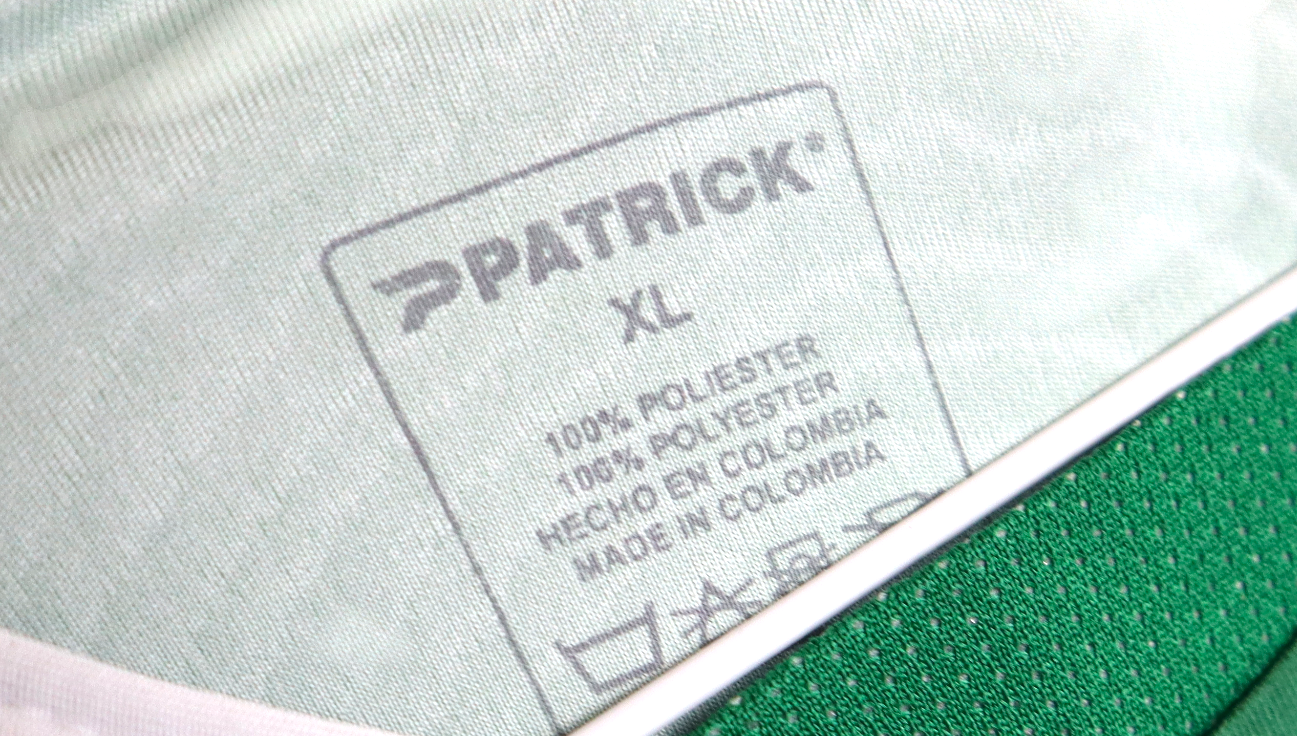 PATRICK®
XL
100% POLIESTER
100% POLYESTER
HECHO EN COLOMBIA
MADE IN COLOMBIA